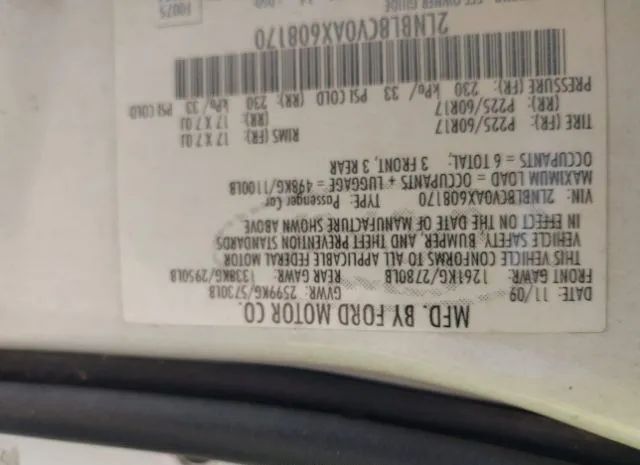 MFD. BY FORD MOTOR CO.
DATE: 11/09 GVWR: 2599KG/5730LB
FRONT GAWR: 1261KG/2780LB REAR GAWR: 1338KG/2950LB
THIS VEHICLE CONFORMS TO ALL APPLICABLE FEDERAL MOTOR
VEHICLE SAFETY, BUMPER, AND THEFT PREVENTION STANDARDS
IN EFFECT ON THE DATE OF MANUFACTURE SHOWN ABOVE
VIN: 2LNBL8CV0AX608170 TYPE: Passenger Car
MAXIMUM LOAD = OCCUPANTS + LUGGAGE = 498KG/1100LB
OCCUPANTS = 6 TOTAL: 3 FRONT, 3 REAR
TIRE (FR): P225/60R17 RIMS (FR): 17 X 7.0J
(RR): P225/60R17 (RR): 17 X 7.0J
PRESSURE (FR): 230 kPa/ 33 PSI COLD (RR): 230 kPa/ 33 PSI COLD
2LNBL8CV0AX608170
OWNER GUIDE
F0075